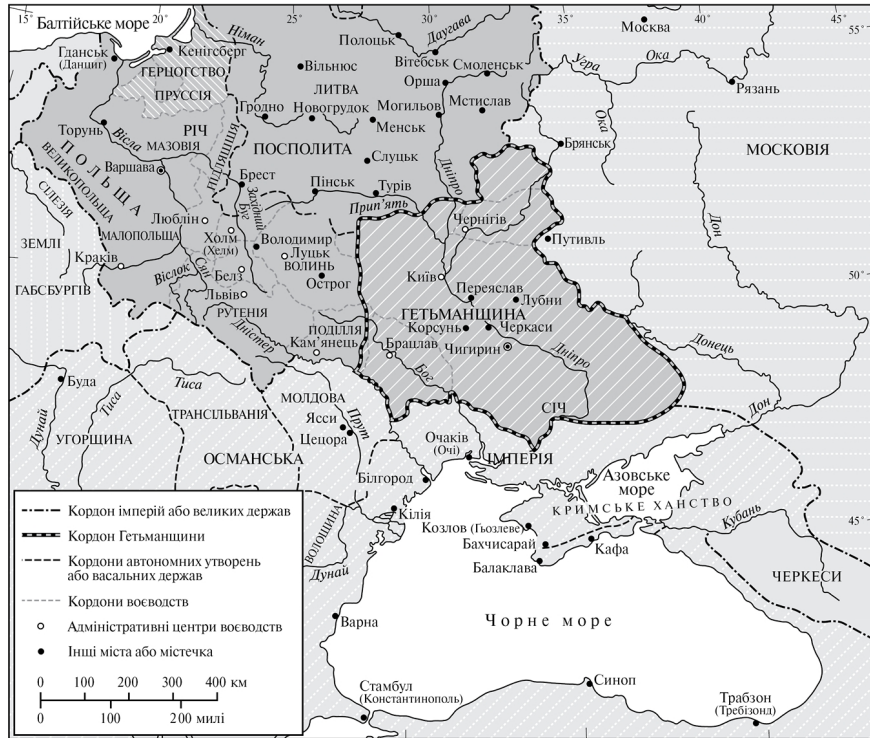 15°
20°
25°
30°
35°
40°
45°
55°
50°
45°
Балтійське море
Гданськ
(Данциг)
Кенігсберг
ГЕРЦОГСТВО
ПРУССІЯ
Німан
Полоцьк
Даугава
Вітебськ
Вільнюс
ЛИТВА
Смоленськ
Орша
Москва
Угра
Ока
Рязань
Ока
Торунь
Вісла
РІЧ
МАЗОВІЯ
Гродно
Новогрудок
Могильов
Мстислав
Менськ
ПОСПОЛИТА
Брянськ
МОСКОВІЯ
ПОЛЬЩА
ВЕЛИКОПОЛЬЩА
Варшава
ПІДЛЯШШЯ
Слуцьк
Брест
Західний
Буг
Пінськ
Турів
Прип'ять
Дніпро
Дон
СІЛЕЗІЯ
МАЛОПОЛЬЩА
Люблін
Холм
(Хелм)
Володимир
Луцьк
ВОЛИНЬ
Чернігів
Путивль
ЗЕМЛІ
ГАБСБУРГІВ
Краків
Віслок
Сян
Белз
Острог
Київ
Львів
РУТЕНІЯ
Переяслав
Лубни
ГЕТЬМАНЩИНА
Корсунь
Черкаси
Дністер
ПОДІЛЛЯ
Кам'янець
Брацлав
Чигирин
Дніпро
Донець
Буда
Тиса
Тиса
Бог
СІЧ
Дон
Дунай
УГОРЩИНА
ТРАНСІЛЬВАНІЯ
МОЛДОВА
Ясси
Цецора
Прут
Очаків
(Очі)
ОСМАНСЬКА
ІМПЕРІЯ
Білгород
Азовське
море
КРИМСЬКЕ ХАНСТВО
Кілія
Козлов (Гьозлеве)
Бахчисарай
Кафа
Балаклава
Кубань
ВОЛОЩИНА
Дунай
ЧЕРКЕСИ
Варна
Чорне море
Стамбул
(Константинополь)
Синоп
Трабзон
(Требізонд)
Кордон імперій або великих держав
Кордон Гетьманщини
Кордони автономних утворень
або васальних держав
Кордони воєводств
Адміністративні центри воєводств
Інші міста або містечка
0 100 200 300 400 км
0 100 200 милі